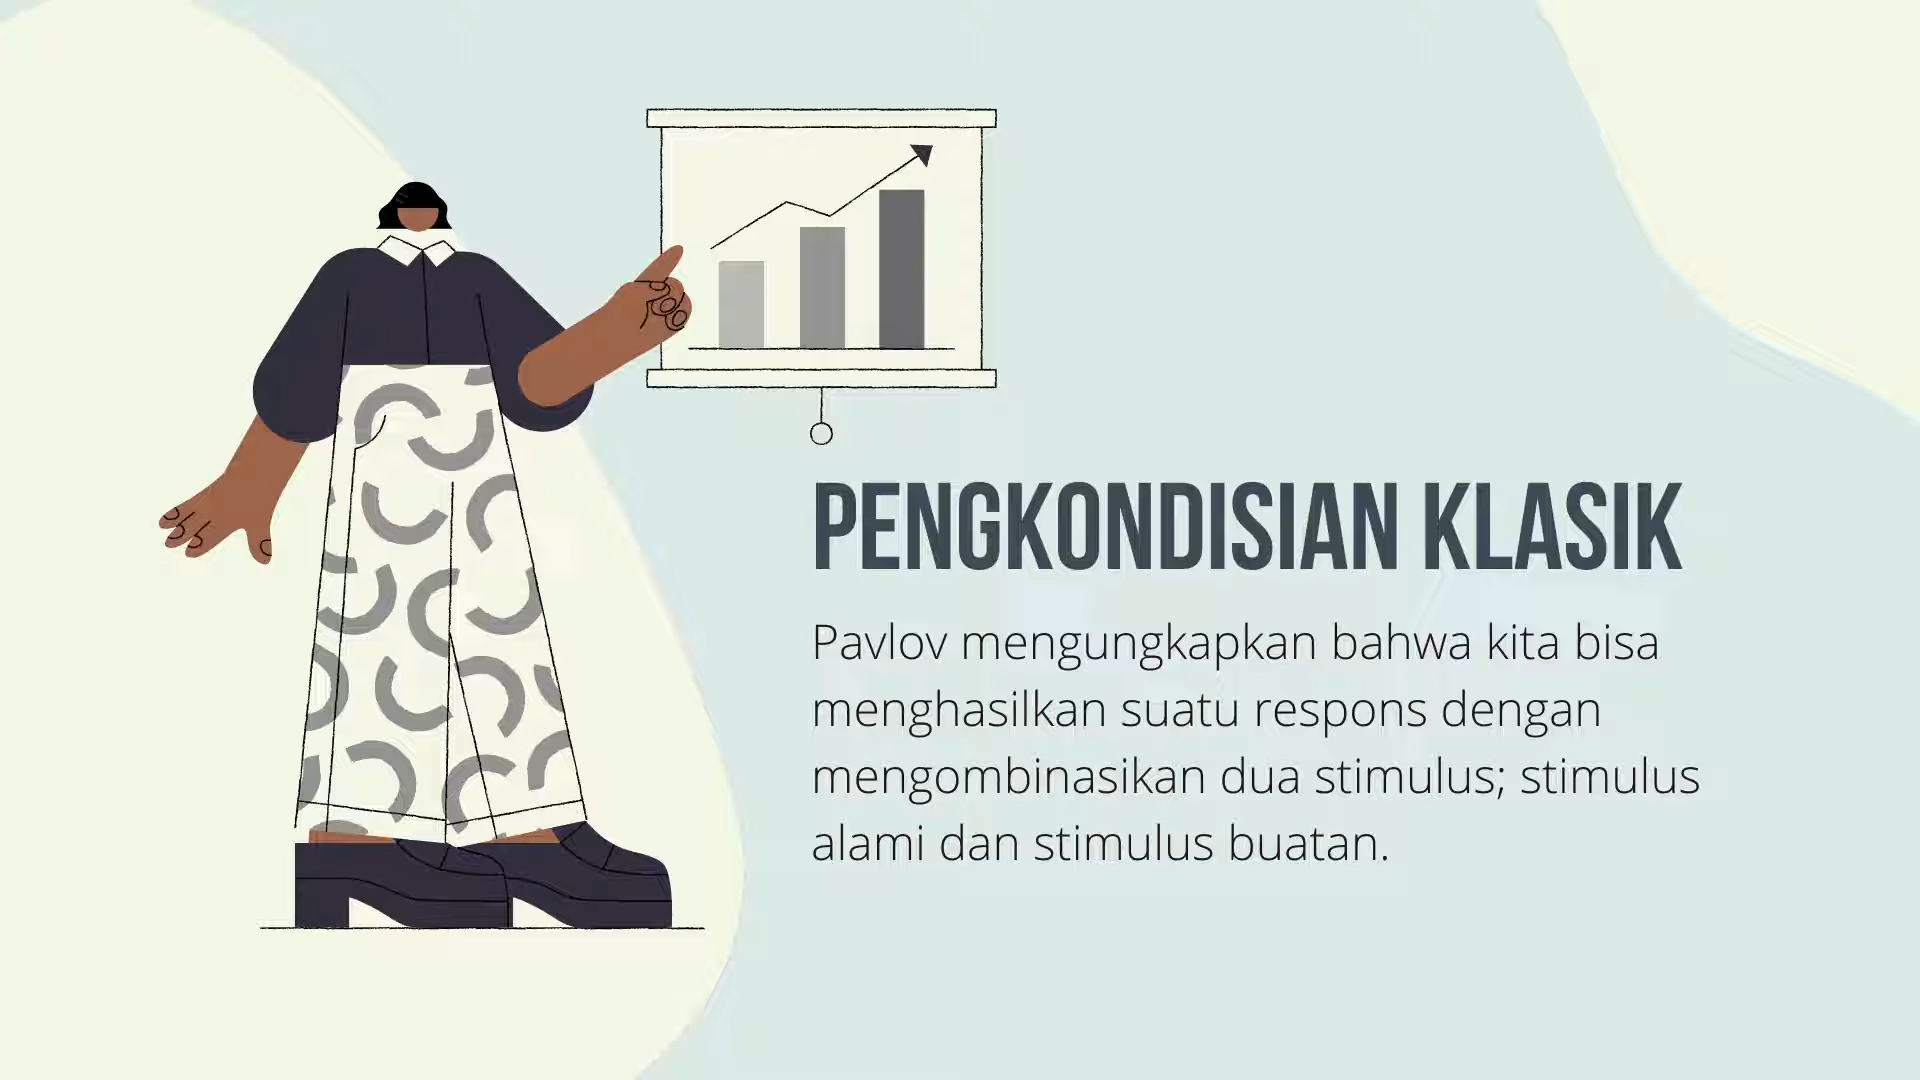 PENGKONDISIAN KLASIK
Pavlov mengungkapkan bahwa kita bisa
menghasilkan suatu respons dengan
mengombinasikan dua stimulus; stimulus
alami dan stimulus buatan.